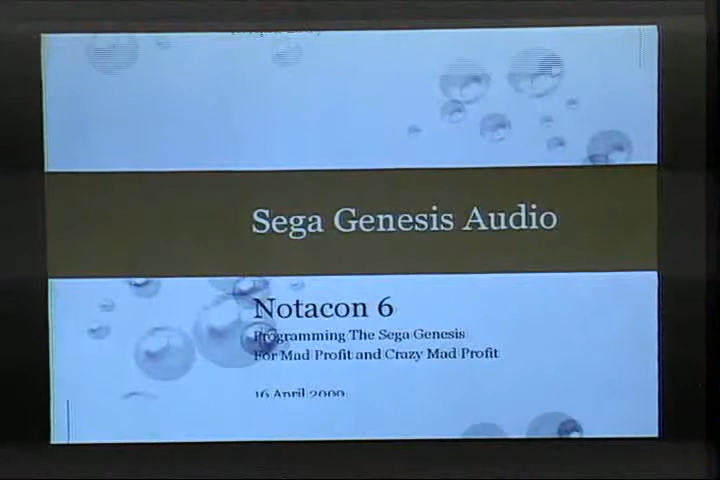 Sega Genesis Audio
Notacon 6
Programming The Sega Genesis
For Mad Profit and Crazy Mad Profit
16 April 2009